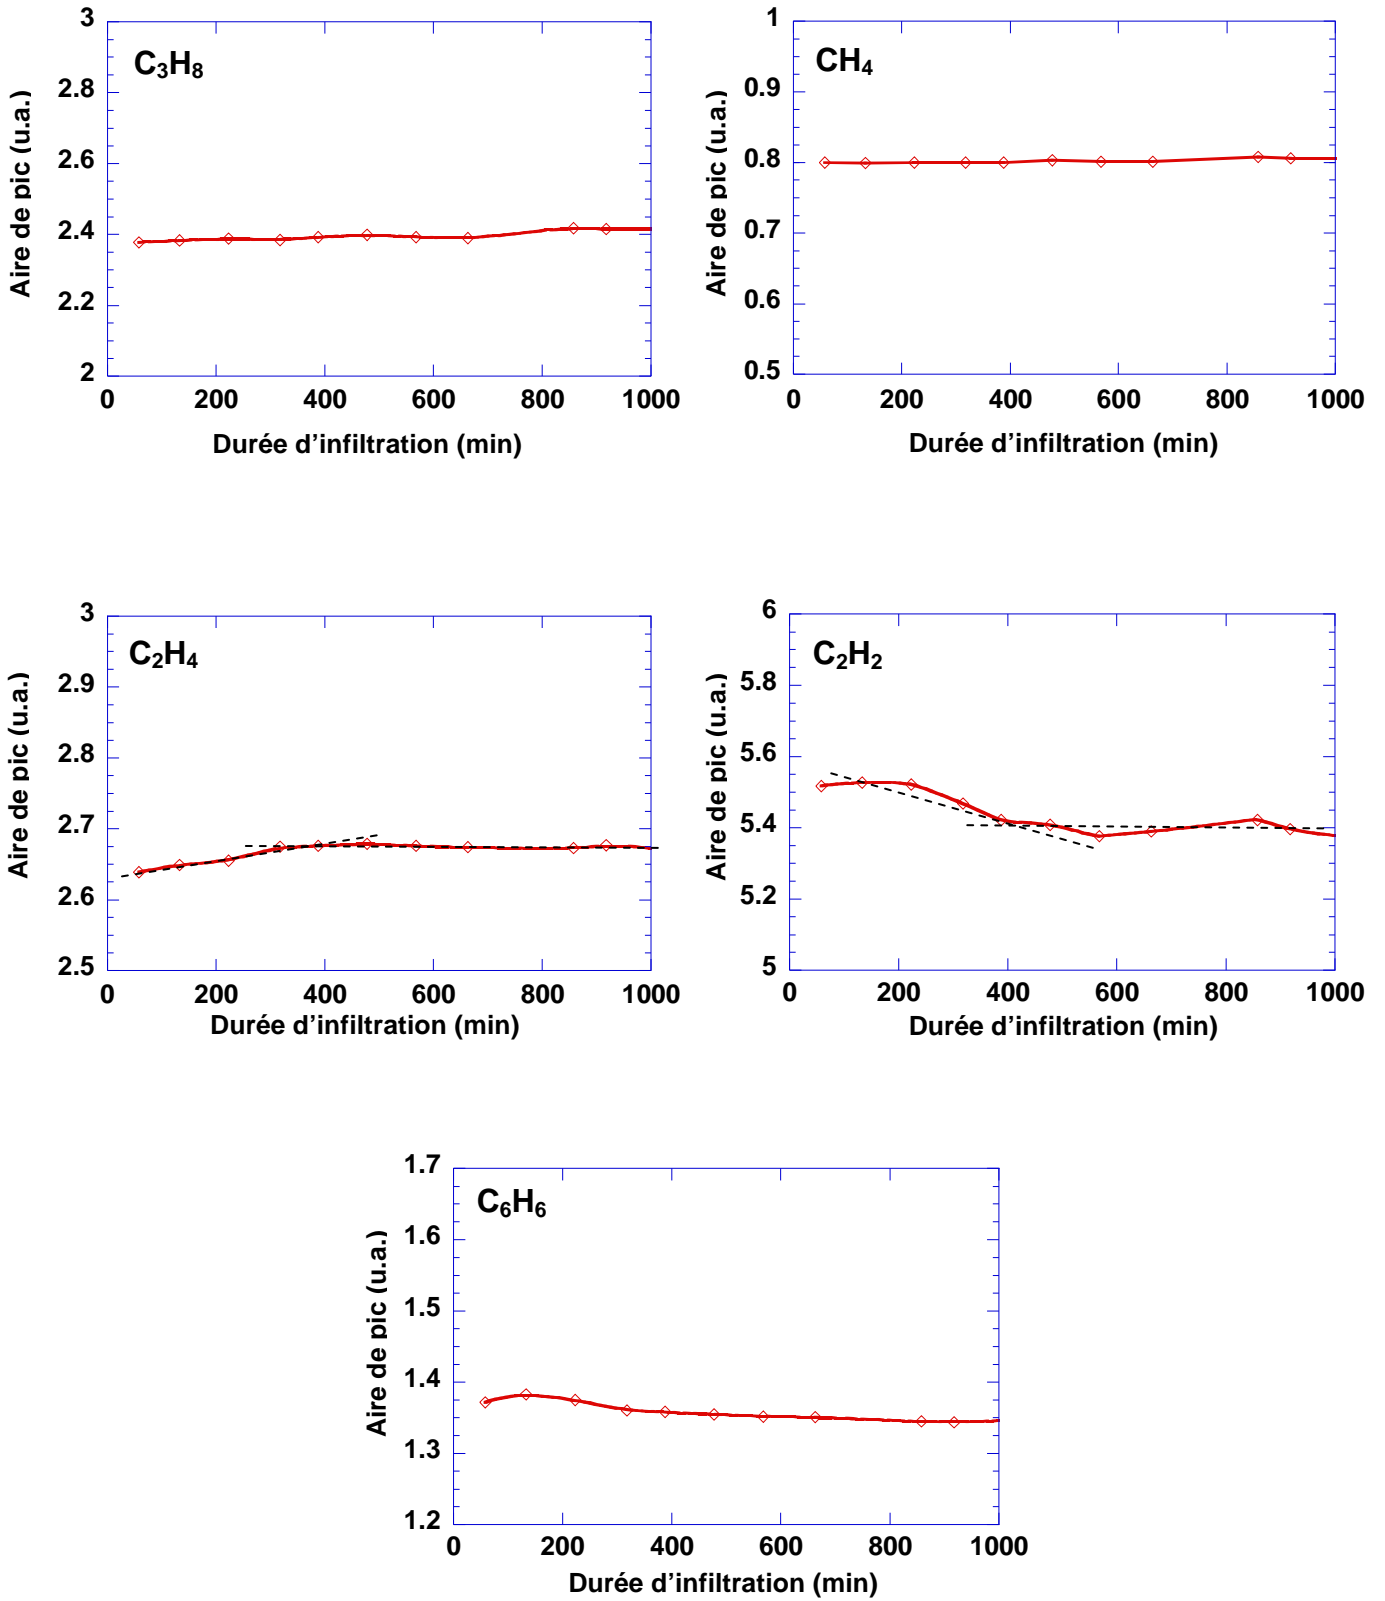 C₃H₈
Aire de pic (u.a.)
3
2.8
2.6
2.4
2.2
2
0 200 400 600 800 1000
Durée d’infiltration (min)
CH₄
Aire de pic (u.a.)
1
0.9
0.8
0.7
0.6
0.5
0 200 400 600 800 1000
Durée d’infiltration (min)
C₂H₄
Aire de pic (u.a.)
3
2.9
2.8
2.7
2.6
2.5
0 200 400 600 800 1000
Durée d’infiltration (min)
C₂H₂
Aire de pic (u.a.)
6
5.8
5.6
5.4
5.2
5
0 200 400 600 800 1000
Durée d’infiltration (min)
C₆H₆
Aire de pic (u.a.)
1.7
1.6
1.5
1.4
1.3
1.2
0 200 400 600 800 1000
Durée d’infiltration (min)